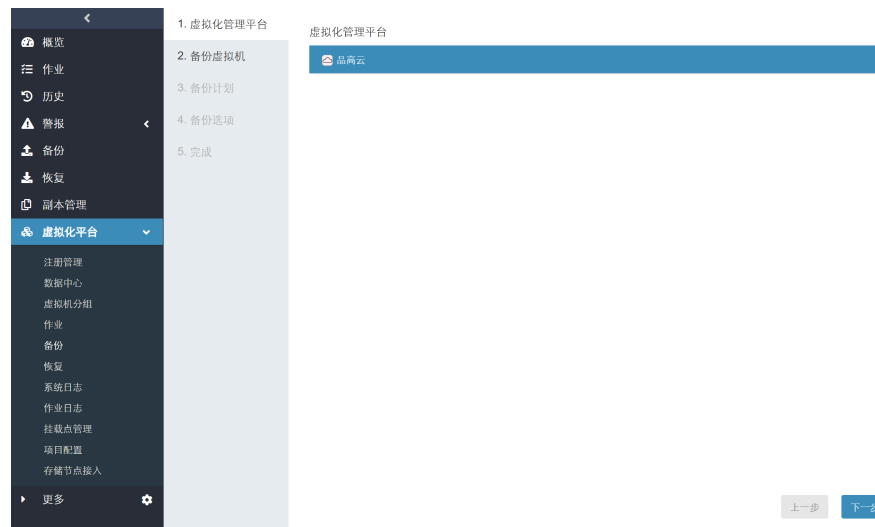 概览
作业
历史
警报
备份
恢复
副本管理
虚拟化平台
注册管理
数据中心
虚拟机分组
作业
备份
恢复
系统日志
作业日志
挂载点管理
项目配置
存储节点接入
更多
1. 虚拟化管理平台
2. 备份虚拟机
3. 备份计划
4. 备份选项
5. 完成
虚拟化管理平台
品高云
上一步
下一步